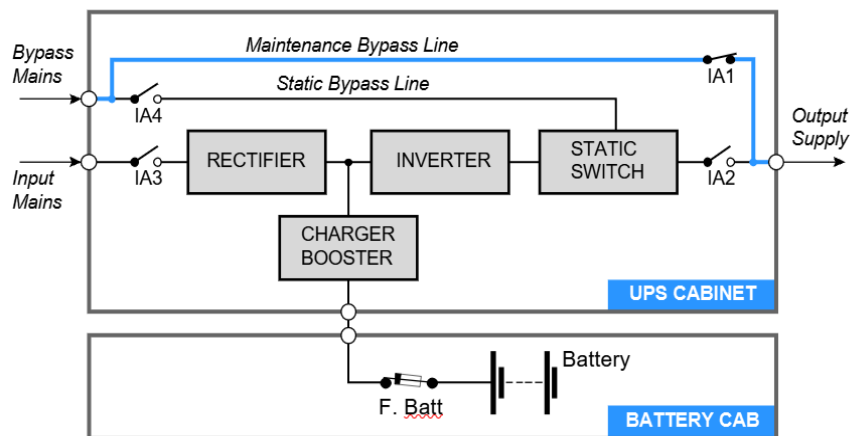 Bypass
Mains
Maintenance Bypass Line
IA1
Static Bypass Line
IA4
Output
Supply
Input
Mains
IA3
RECTIFIER
INVERTER
STATIC
SWITCH
IA2
CHARGER
BOOSTER
UPS CABINET
Battery
F. Batt
BATTERY CAB